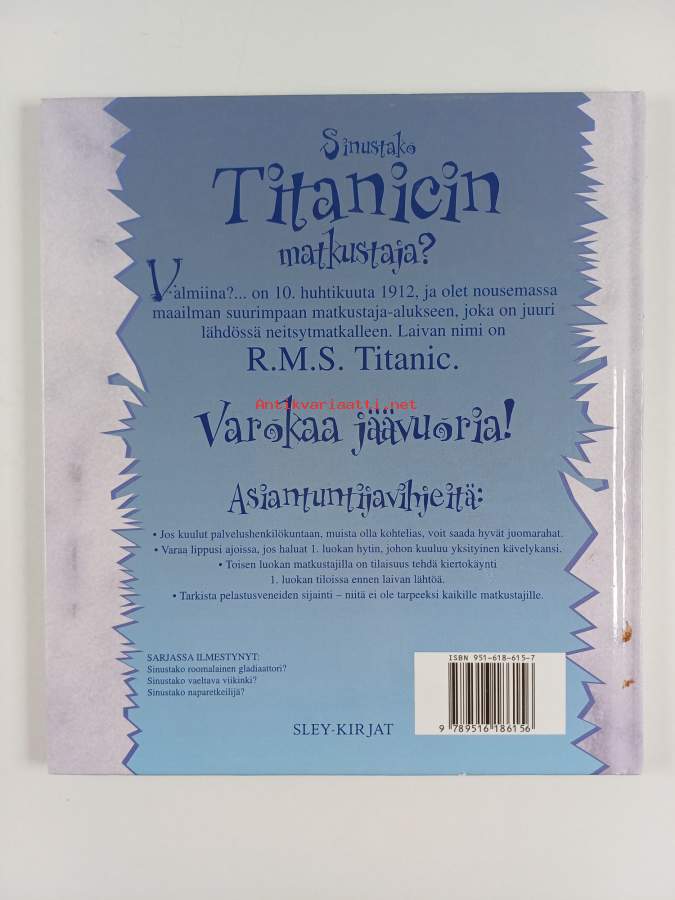 Sinustako
Titanicin
matkustaja?
Valmiina?... on 10. huhtikuuta 1912, ja olet nousemassa
maailman suurimpaan matkustaja-alukseen, joka on juuri
lähdössä neitsytmatkalleen. Laivan nimi on
R.M.S. Titanic.
Antikvariaatti.net
Varokaa jäävuoria!
Asiantuntijavihjeitä:
• Jos kuulut palvelushenkilökuntaan, muista olla kohtelias, voit saada hyvät juomarahat.
• Varaa lippusi ajoissa, jos haluat 1. luokan hytin, johon kuuluu yksityinen kävelykansi.
• Toisen luokan matkustajilla on tilaisuus tehdä kiertokäynti
1. luokan tiloissa ennen laivan lähtöä.
• Tarkista pelastusveneiden sijainti – niitä ei ole tarpeeksi kaikille matkustajille.
SARJASSA ILMESTYNYT:
Sinustako roomalainen gladiaattori?
Sinustako vaeltava viikinki?
Sinustako naparetkeilijä?
ISBN 951-618-615-7
9 789516 186156
SLEY-KIRJAT